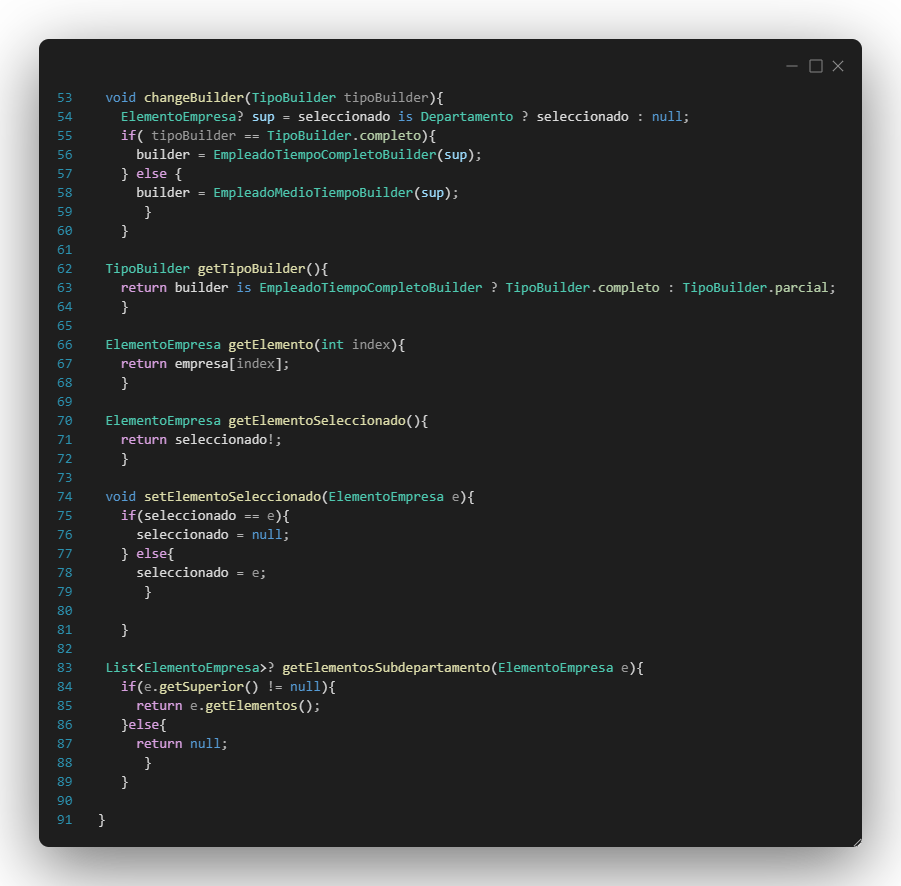 53 void changeBuilder(TipoBuilder tipoBuilder){
54 ElementoEmpresa? sup = seleccionado is Departamento ? seleccionado : null;
55 if( tipoBuilder == TipoBuilder.completo){
56 builder = EmpleadoTiempoCompletoBuilder(sup);
57 } else {
58 builder = EmpleadoMedioTiempoBuilder(sup);
59 }
60 }
61
62 TipoBuilder getTipoBuilder(){
63 return builder is EmpleadoTiempoCompletoBuilder ? TipoBuilder.completo : TipoBuilder.parcial;
64 }
65
66 ElementoEmpresa getElemento(int index){
67 return empresa[index];
68 }
69
70 ElementoEmpresa getElementoSeleccionado(){
71 return seleccionado!;
72 }
73
74 void setElementoSeleccionado(ElementoEmpresa e){
75 if(seleccionado == e){
76 seleccionado = null;
77 } else{
78 seleccionado = e;
79 }
80
81 }
82
83 List<ElementoEmpresa>? getElementosSubdepartamento(ElementoEmpresa e){
84 if(e.getSuperior() != null){
85 return e.getElementos();
86 }else{
87 return null;
88 }
89 }
90
91 }